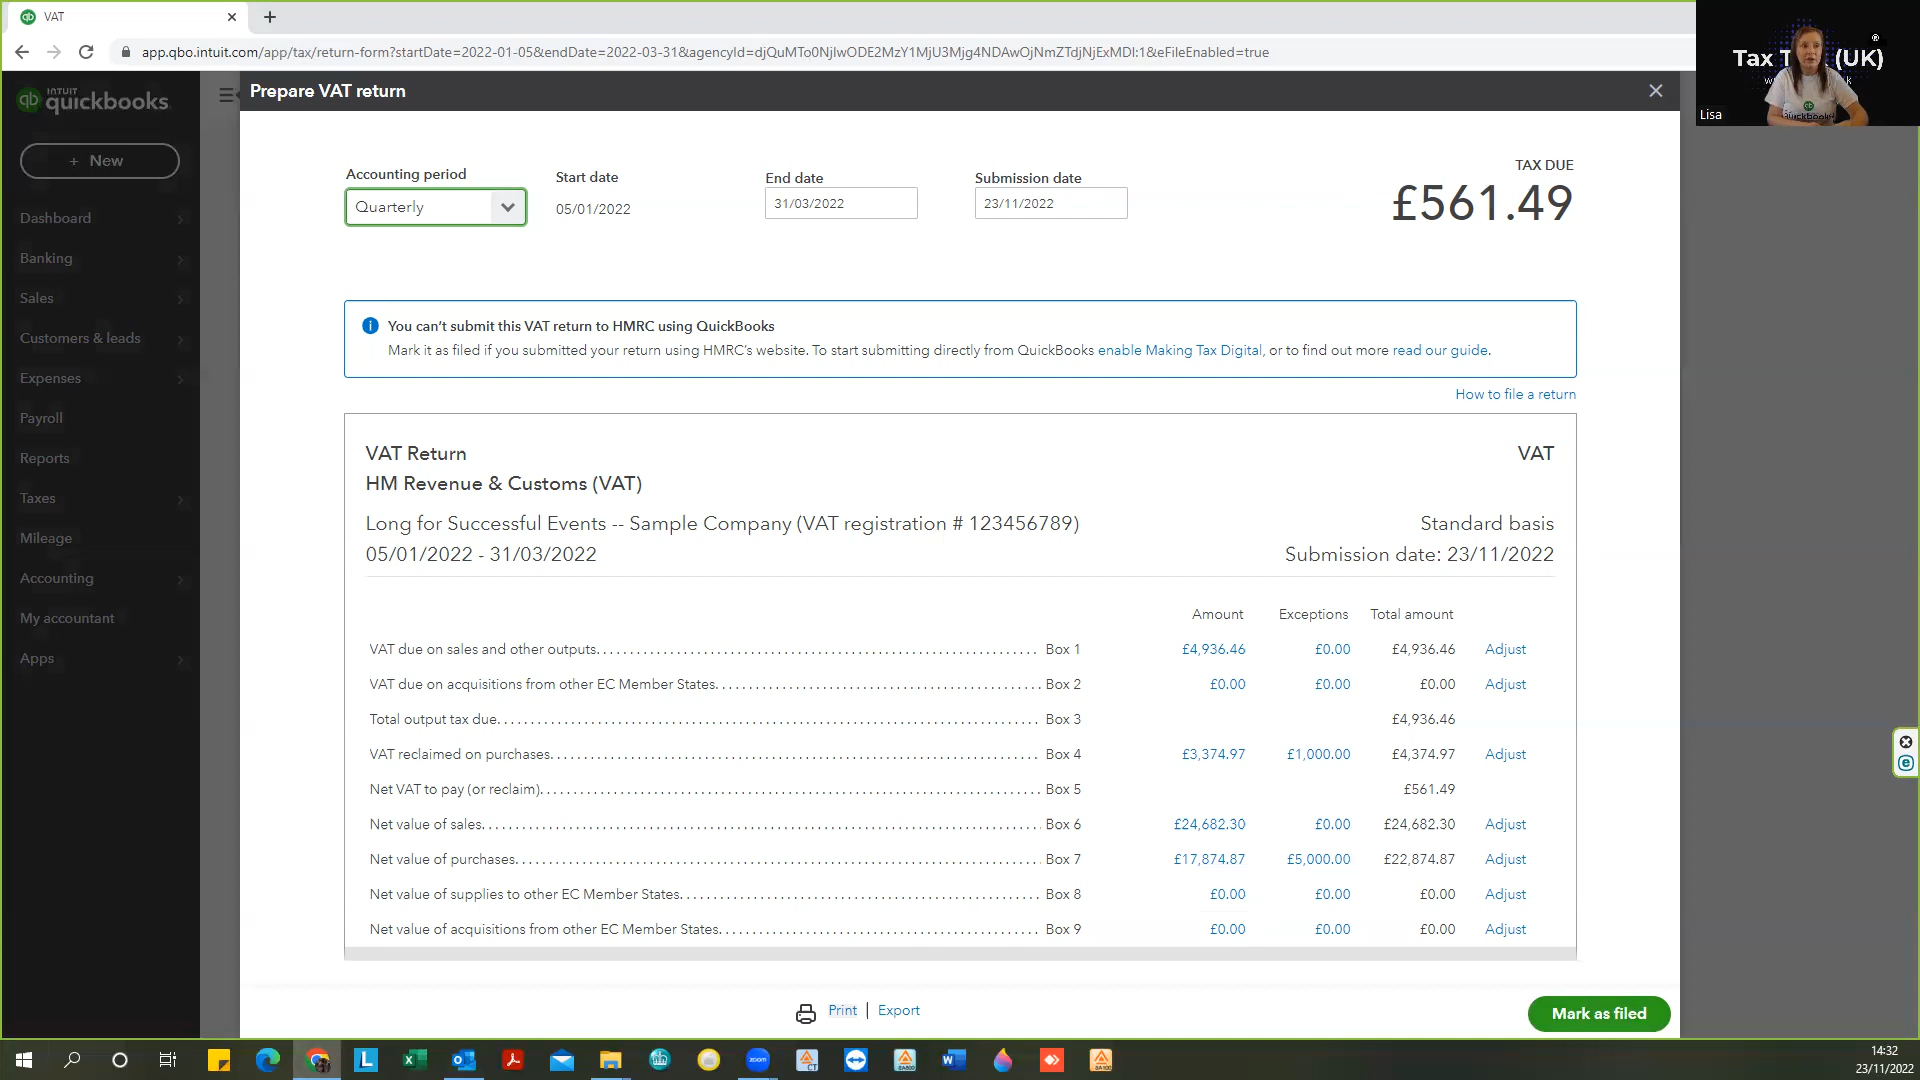 VAT
app.qbo.intuit.com/app/tax/return-form?startDate=2022-01-05&endDate=2022-03-31&agencyId=djQuMTo0NjIwODE2MzY1MjU3Mjg4NDAwOjNmZTdjNjExMDI:1&eFileEnabled=true
Tax T (UK)
Lisa
quickbooks
INTUIT
quickbooks.
Prepare VAT return
+ New
Dashboard
Banking
Sales
Customers & leads
Expenses
Payroll
Reports
Taxes
Mileage
Accounting
My accountant
Apps
Accounting period
Quarterly
Start date
05/01/2022
End date
31/03/2022
Submission date
23/11/2022
TAX DUE
£561.49
You can't submit this VAT return to HMRC using QuickBooks
Mark it as filed if you submitted your return using HMRC's website. To start submitting directly from QuickBooks enable Making Tax Digital, or to find out more read our guide.
How to file a return
VAT Return VAT
HM Revenue & Customs (VAT)
Long for Successful Events -- Sample Company (VAT registration # 123456789) Standard basis
05/01/2022 - 31/03/2022 Submission date: 23/11/2022
Amount Exceptions Total amount
VAT due on sales and other outputs Box 1 £4,936.46 £0.00 £4,936.46 Adjust
VAT due on acquisitions from other EC Member States Box 2 £0.00 £0.00 £0.00 Adjust
Total output tax due Box 3 £4,936.46
VAT reclaimed on purchases Box 4 £3,374.97 £1,000.00 £4,374.97 Adjust
Net VAT to pay (or reclaim) Box 5 £561.49
Net value of sales Box 6 £24,682.30 £0.00 £24,682.30 Adjust
Net value of purchases Box 7 £17,874.87 £5,000.00 £22,874.87 Adjust
Net value of supplies to other EC Member States Box 8 £0.00 £0.00 £0.00 Adjust
Net value of acquisitions from other EC Member States Box 9 £0.00 £0.00 £0.00 Adjust
Print | Export
Mark as filed
14:32
23/11/2022